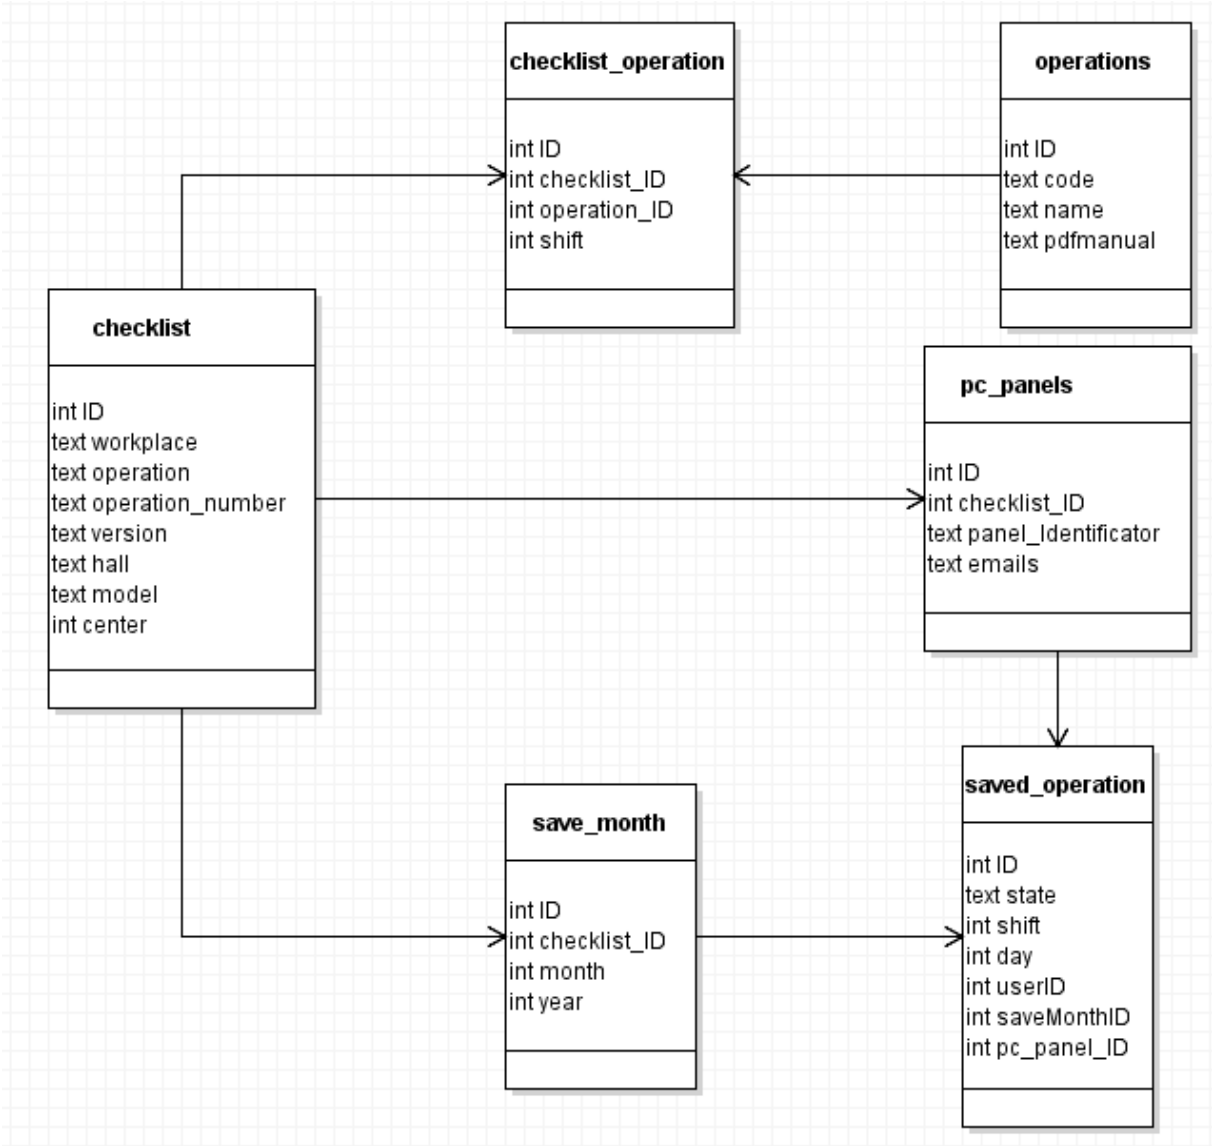 checklist_operation
int ID
int checklist_ID
int operation_ID
int shift
operations
int ID
text code
text name
text pdfmanual
checklist
int ID
text workplace
text operation
text operation_number
text version
text hall
text model
int center
pc_panels
int ID
int checklist_ID
text panel_Identificator
text emails
save_month
int ID
int checklist_ID
int month
int year
saved_operation
int ID
text state
int shift
int day
int userID
int saveMonthID
int pc_panel_ID